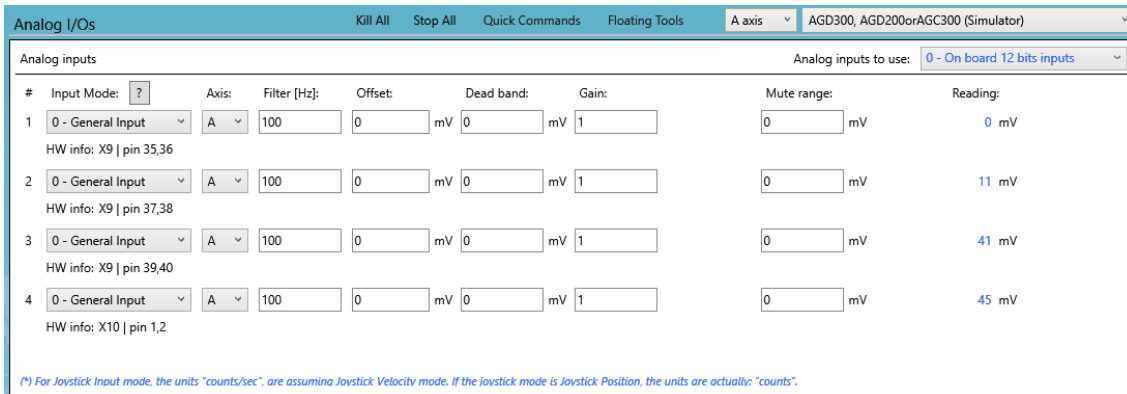 Analog I/Os Kill All Stop All Quick Commands Floating Tools A axis AGD300, AGD200orAGC300 (Simulator)
Analog inputs Analog inputs to use: 0 - On board 12 bits inputs
# Input Mode: ? Axis: Filter [Hz]: Offset: Dead band: Gain: Mute range: Reading:
1 0 - General Input A 100 0 mV 0 mV 1 0 mV 0 mV
HW info: X9 | pin 35,36
2 0 - General Input A 100 0 mV 0 mV 1 0 mV 11 mV
HW info: X9 | pin 37,38
3 0 - General Input A 100 0 mV 0 mV 1 0 mV 41 mV
HW info: X9 | pin 39,40
4 0 - General Input A 100 0 mV 0 mV 1 0 mV 45 mV
HW info: X10 | pin 1,2
(*) For Joystick Input mode, the units "counts/sec", are assuming Joystick Velocity mode. If the joystick mode is Joystick Position, the units are actually: "counts".